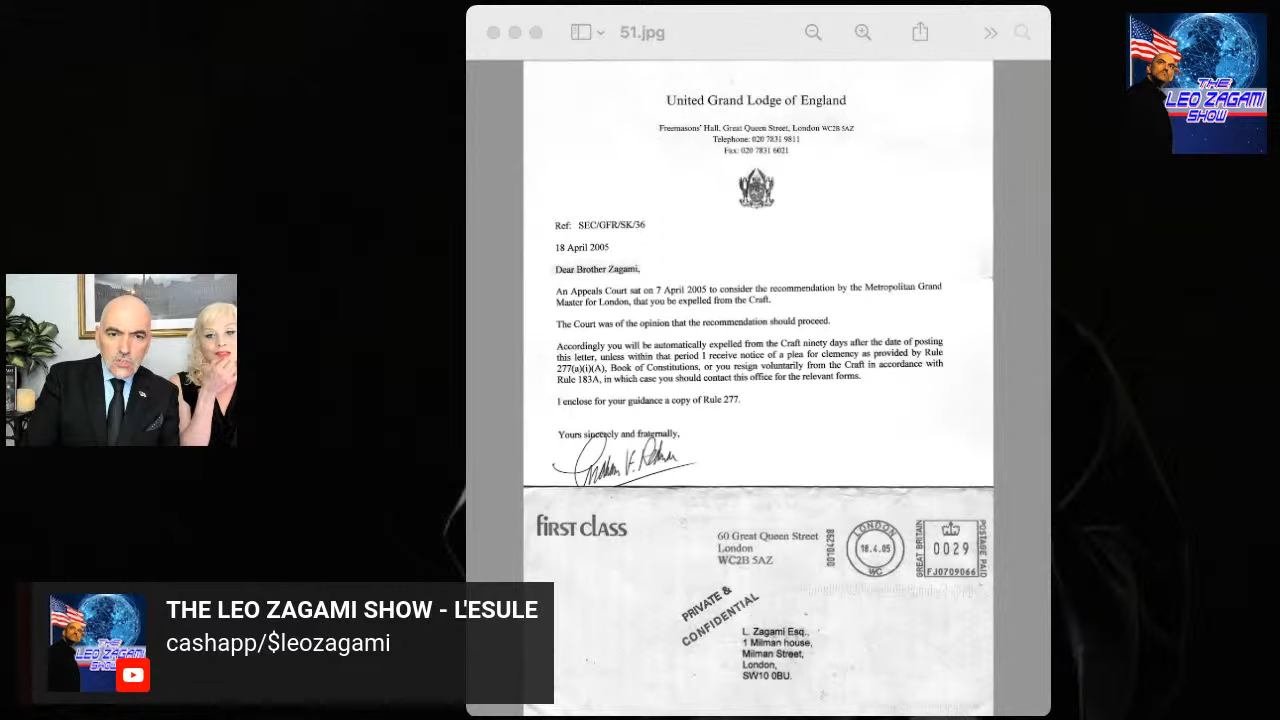 51.jpg
THE
LEO ZAGAMI
SHOW
United Grand Lodge of England
Freemasons' Hall, Great Queen Street, London WC2B 5AZ
Telephone: 020 7831 9811
Fax: 020 7831 6021
Ref: SEC/GFR/SK/36
18 April 2005
Dear Brother Zagami,
An Appeals Court sat on 7 April 2005 to consider the recommendation by the Metropolitan Grand
Master for London, that you be expelled from the Craft.
The Court was of the opinion that the recommendation should proceed.
Accordingly you will be automatically expelled from the Craft ninety days after the date of posting
this letter, unless within that period I receive notice of a plea for clemency as provided by Rule
277(a)(i)(A), Book of Constitutions, or you resign voluntarily from the Craft in accordance with
Rule 183A, in which case you should contact this office for the relevant forms.
I enclose for your guidance a copy of Rule 277.
Yours sincerely and fraternally,
first class
60 Great Queen Street
London
WC2B 5AZ
00104298
LONDON
18.4.05
WC
GREAT BRITAIN
0029
FJ0709066
POSTAGE PAID
PRIVATE &
CONFIDENTIAL
L. Zagami Esq.,
1 Milman house,
Milman Street,
London,
SW10 0BU.
THE
LEO ZAGAMI
SHOW
THE LEO ZAGAMI SHOW - L'ESULE
cashapp/$leozagami